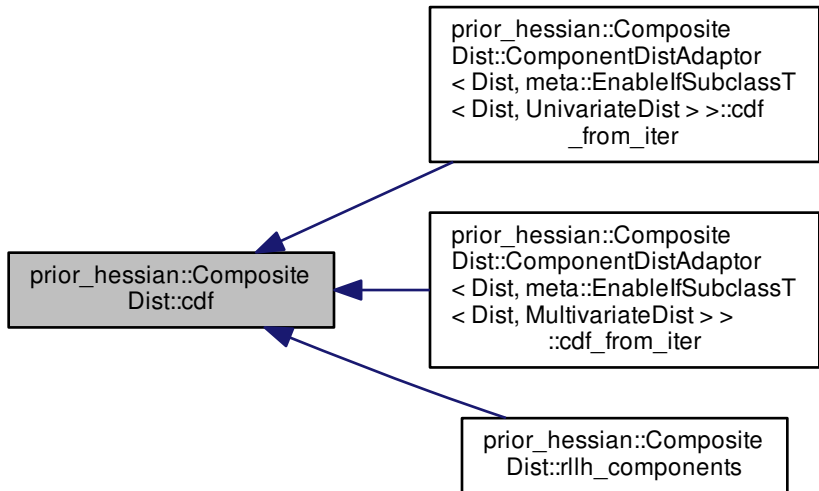 prior_hessian::Composite
Dist::ComponentDistAdaptor
< Dist, meta::EnableIfSubclassT
< Dist, UnivariateDist > >::cdf
_from_iter
prior_hessian::Composite
Dist::cdf
prior_hessian::Composite
Dist::ComponentDistAdaptor
< Dist, meta::EnableIfSubclassT
< Dist, MultivariateDist > >
::cdf_from_iter
prior_hessian::Composite
Dist::rllh_components